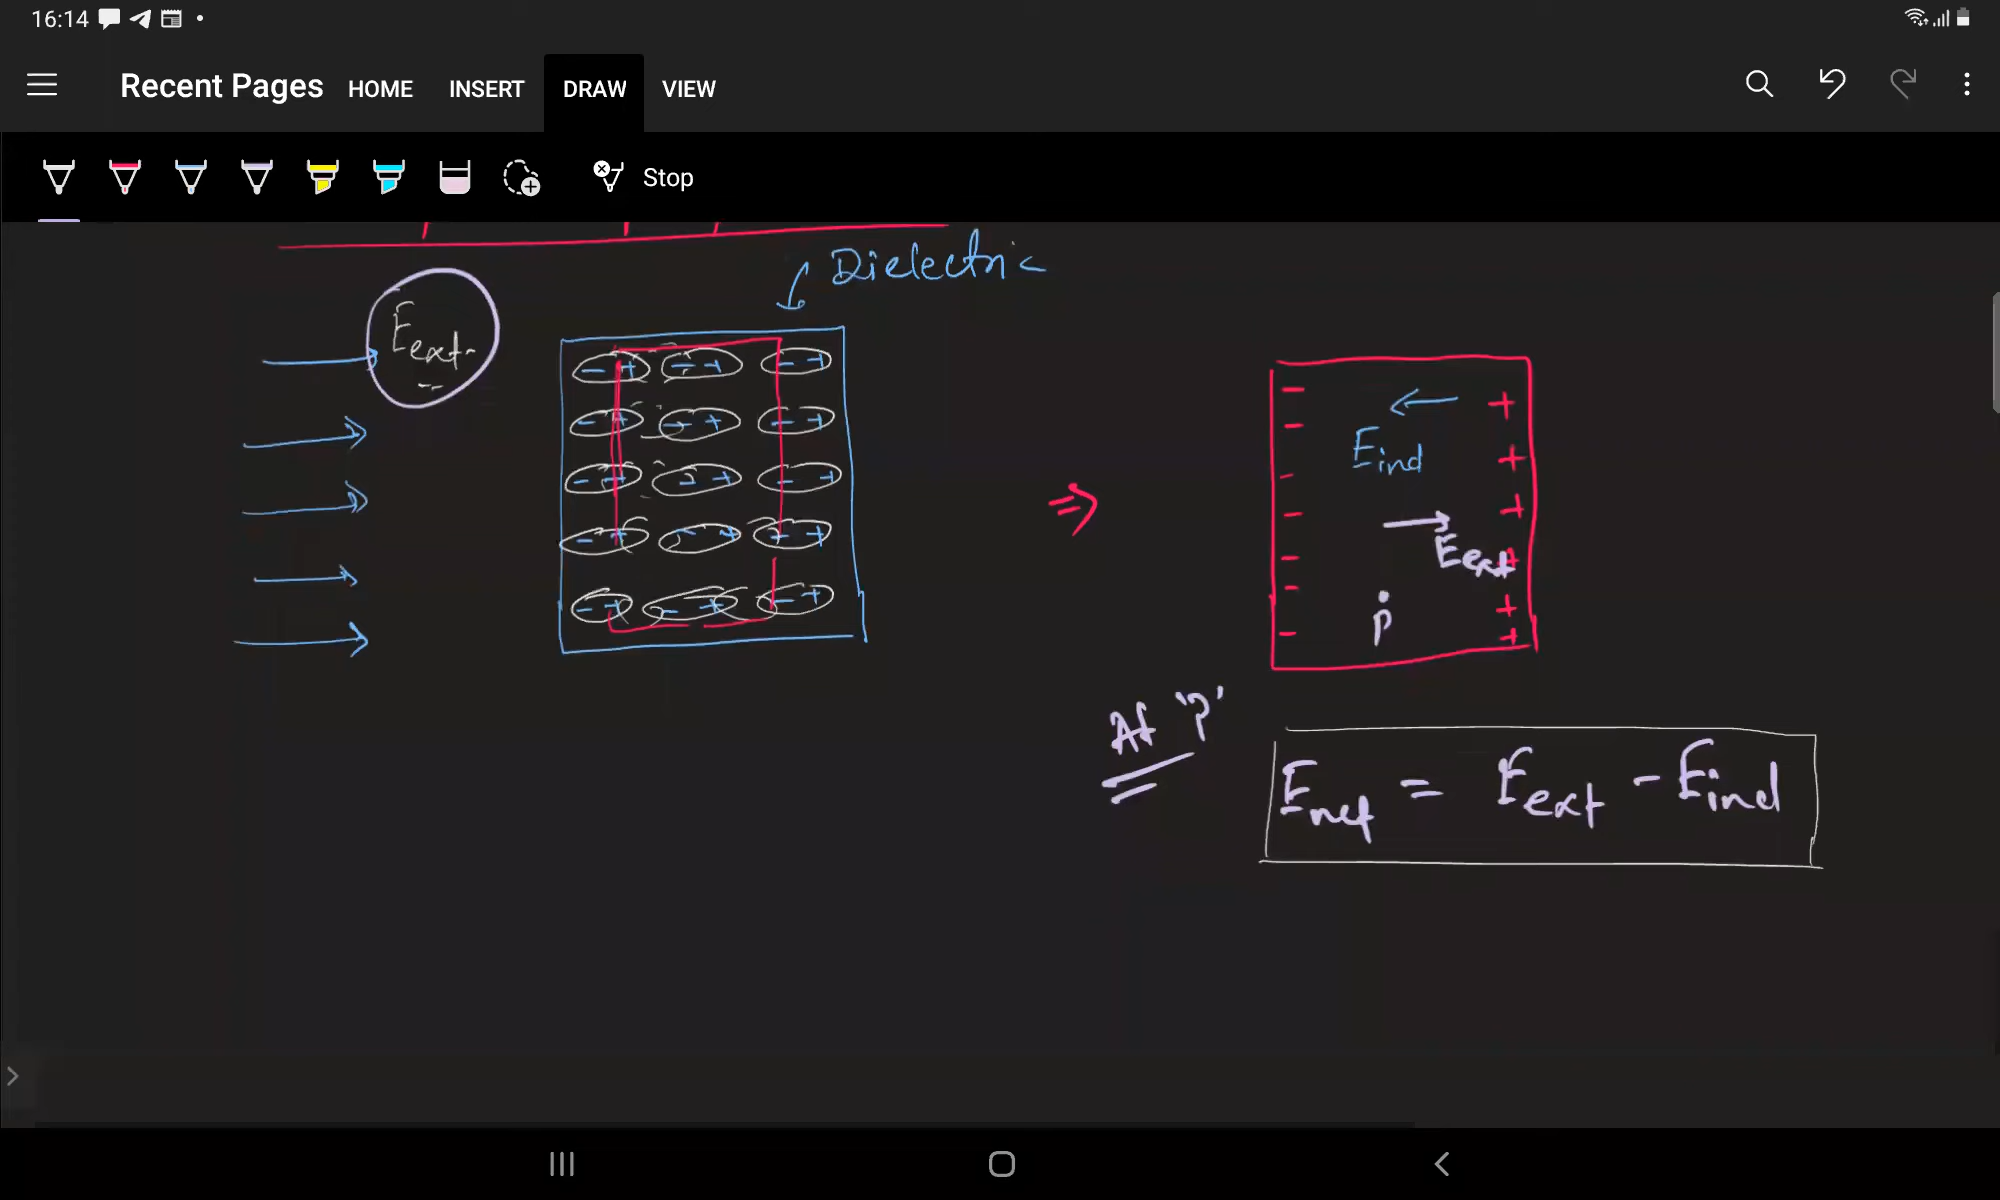 16:14
Recent Pages HOME INSERT DRAW VIEW
Stop
Dielectric
Eext.
- + - + - +
- + - + - +
- + - + - +
- + - + - +
- + - + - +
⇒
Eind
Eext
p
- - - - - - -
+ + + + + +
At 'P'
Enet = Eext - Eind